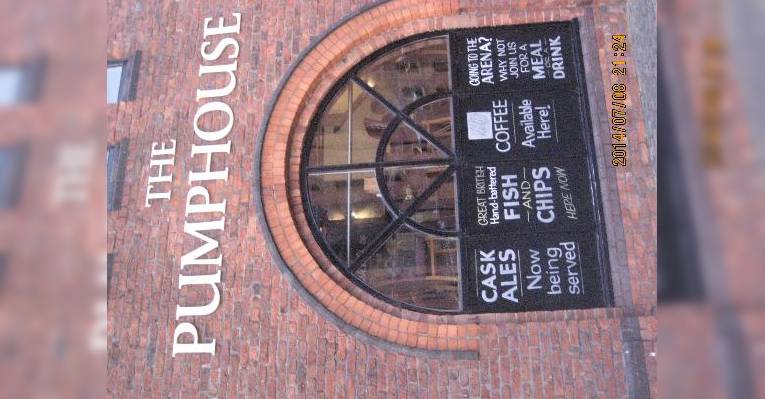 THE
PUMPHOUSE
CASK
ALES
Now
being
served
GREAT BRITISH
Hand-battered
FISH
AND
CHIPS
HERE NOW
COFFEE
Available
Here!
GOING TO THE
ARENA?
WHY NOT
JOIN US
FOR A
MEAL
OR A
DRINK
2014/07/08 21:24